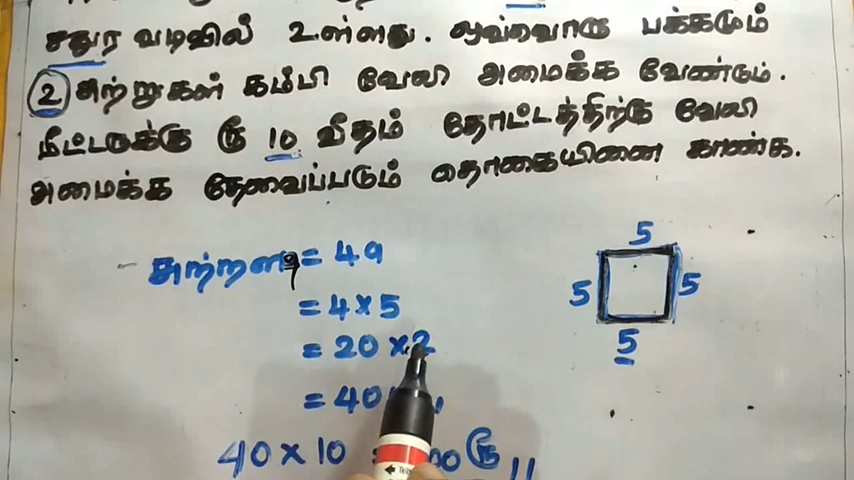 சதுர வடிவில் உள்ளது. ஒவ்வொரு பக்கமும்
2 சுற்றுகள் கம்பி வேலி அமைக்க வேண்டும்.
மீட்டருக்கு ரூ 10 வீதம் தோட்டத்திற்கு வேலி
அமைக்க தேவைப்படும் தொகையினை காண்க.
சுற்றளவு = 4a
= 4 × 5
= 20 × 2
= 40
40 × 10 = 00 ரூ
5
5 5
5